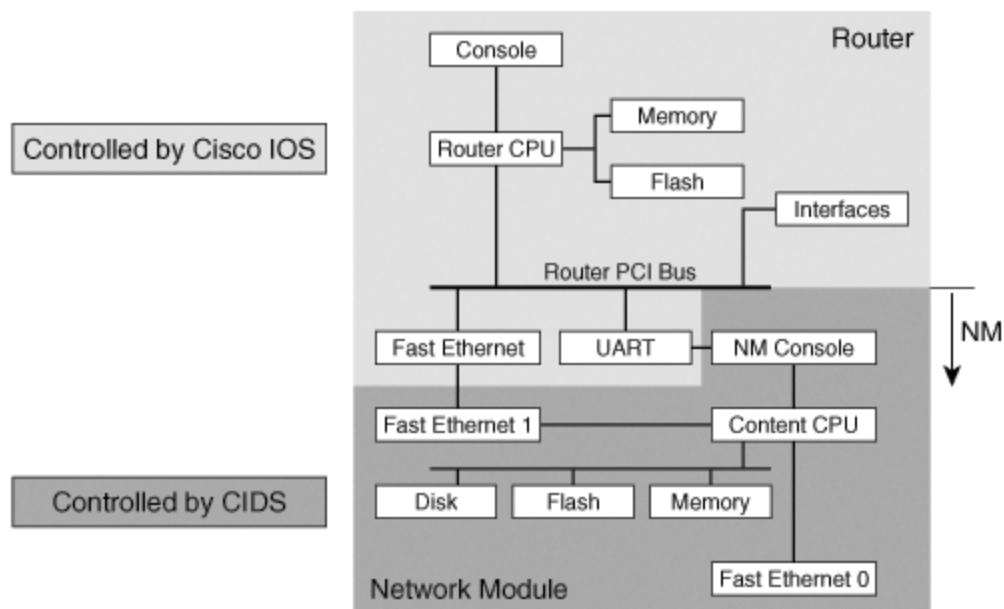 Router
Console
Controlled by Cisco IOS
Memory
Router CPU
Flash
Interfaces
Router PCI Bus
NM
Fast Ethernet
UART
NM Console
Fast Ethernet 1
Content CPU
Controlled by CIDS
Disk
Flash
Memory
Fast Ethernet 0
Network Module